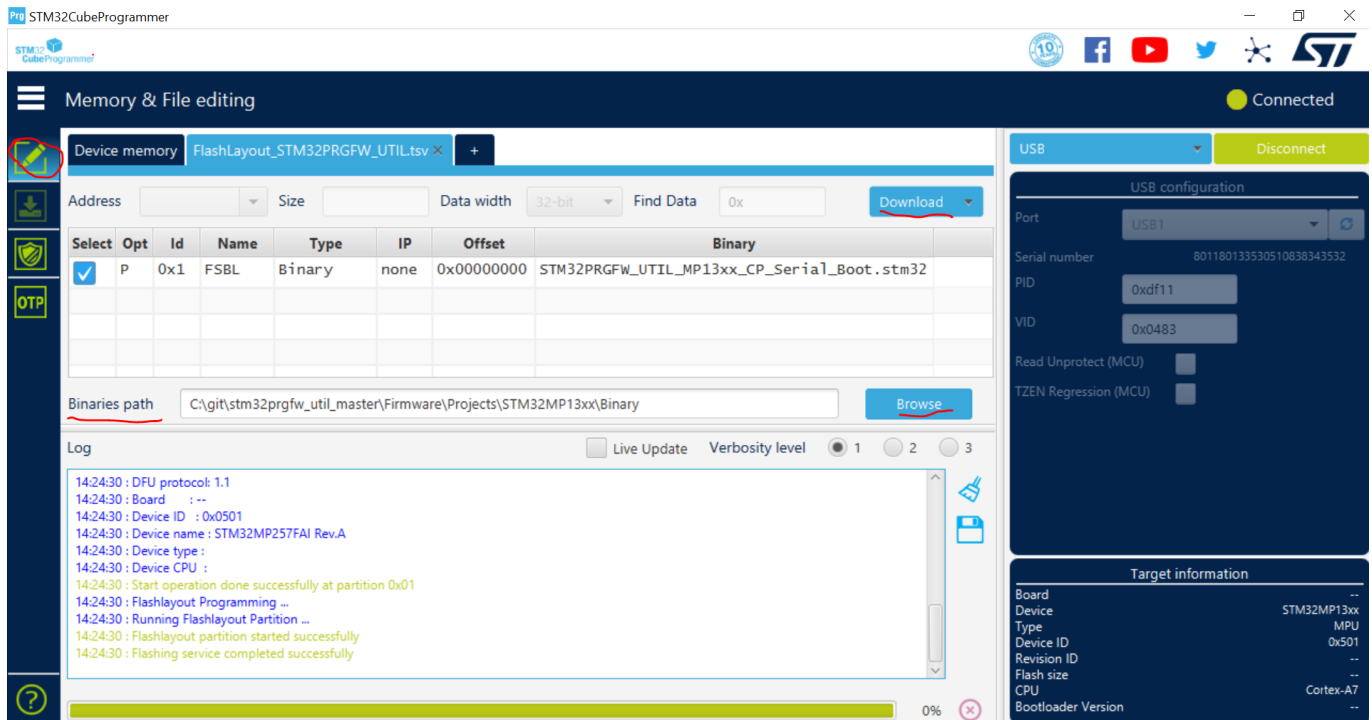 Prg STM32CubeProgrammer
STM32
CubeProgrammer
10
ST
Memory & File editing
Connected
Device memory FlashLayout_STM32PRGFW_UTIL.tsv × +
USB Disconnect
Address Size Data width 32-bit Find Data 0x Download
USB configuration
Port USB1
Serial number 801180133530510838343532
PID 0xdf11
VID 0x0483
Read Unprotect (MCU)
TZEN Regression (MCU)
Select Opt Id Name Type IP Offset Binary
P 0x1 FSBL Binary none 0x00000000 STM32PRGFW_UTIL_MP13xx_CP_Serial_Boot.stm32
OTP
Binaries path C:\git\stm32prgfw_util_master\Firmware\Projects\STM32MP13xx\Binary Browse
Log Live Update Verbosity level 1 2 3
14:24:30 : DFU protocol: 1.1
14:24:30 : Board : --
14:24:30 : Device ID : 0x0501
14:24:30 : Device name : STM32MP257FAI Rev.A
14:24:30 : Device type :
14:24:30 : Device CPU :
14:24:30 : Start operation done successfully at partition 0x01
14:24:30 : Flashlayout Programming ...
14:24:30 : Running Flashlayout Partition ...
14:24:30 : Flashlayout partition started successfully
14:24:30 : Flashing service completed successfully
0%
Target information
Board --
Device STM32MP13xx
Type MPU
Device ID 0x501
Revision ID --
Flash size --
CPU Cortex-A7
Bootloader Version --